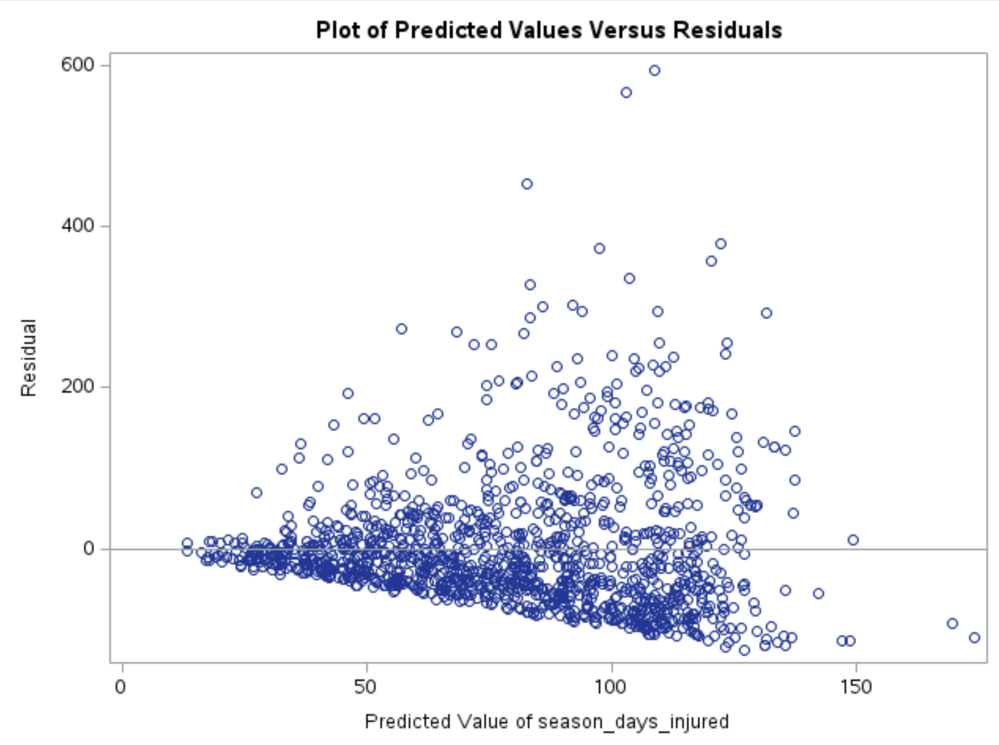 Plot of Predicted Values Versus Residuals
600
400
200
0
Residual
0 50 100 150
Predicted Value of season_days_injured